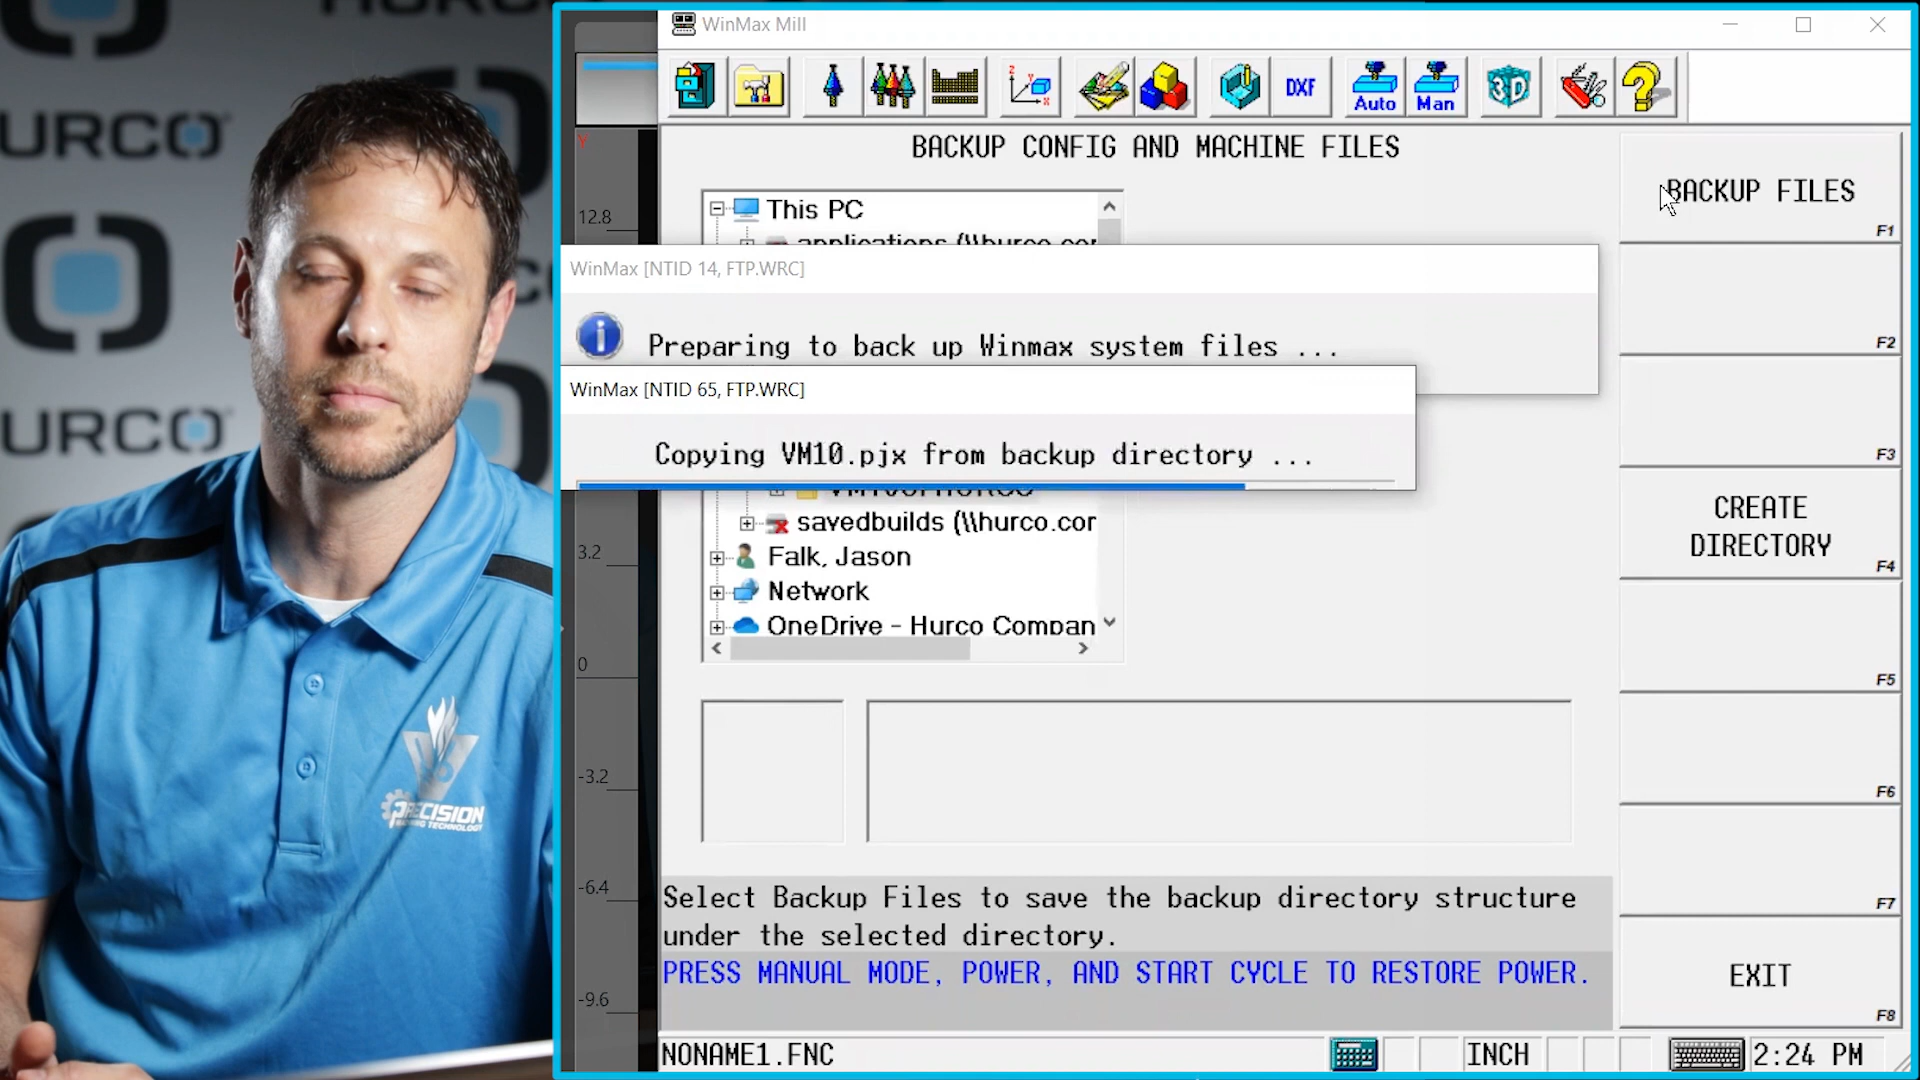 URCO
URCO
PRECISION
WinMax Mill
DXF
Auto
Man
3D
BACKUP CONFIG AND MACHINE FILES
This PC
applications (\\hurco.cor
WinMax [NTID 14, FTP.WRC]
Preparing to back up Winmax system files ...
WinMax [NTID 65, FTP.WRC]
Copying VM10.pjx from backup directory ...
savedbuilds (\\hurco.cor
Falk, Jason
Network
OneDrive - Hurco Compan
Y
12.8
3.2
0
-3.2
-6.4
-9.6
BACKUP FILES
F1
F2
F3
CREATE
DIRECTORY
F4
F5
F6
F7
EXIT
F8
Select Backup Files to save the backup directory structure
under the selected directory.
PRESS MANUAL MODE, POWER, AND START CYCLE TO RESTORE POWER.
NONAME1.FNC
INCH
2:24 PM